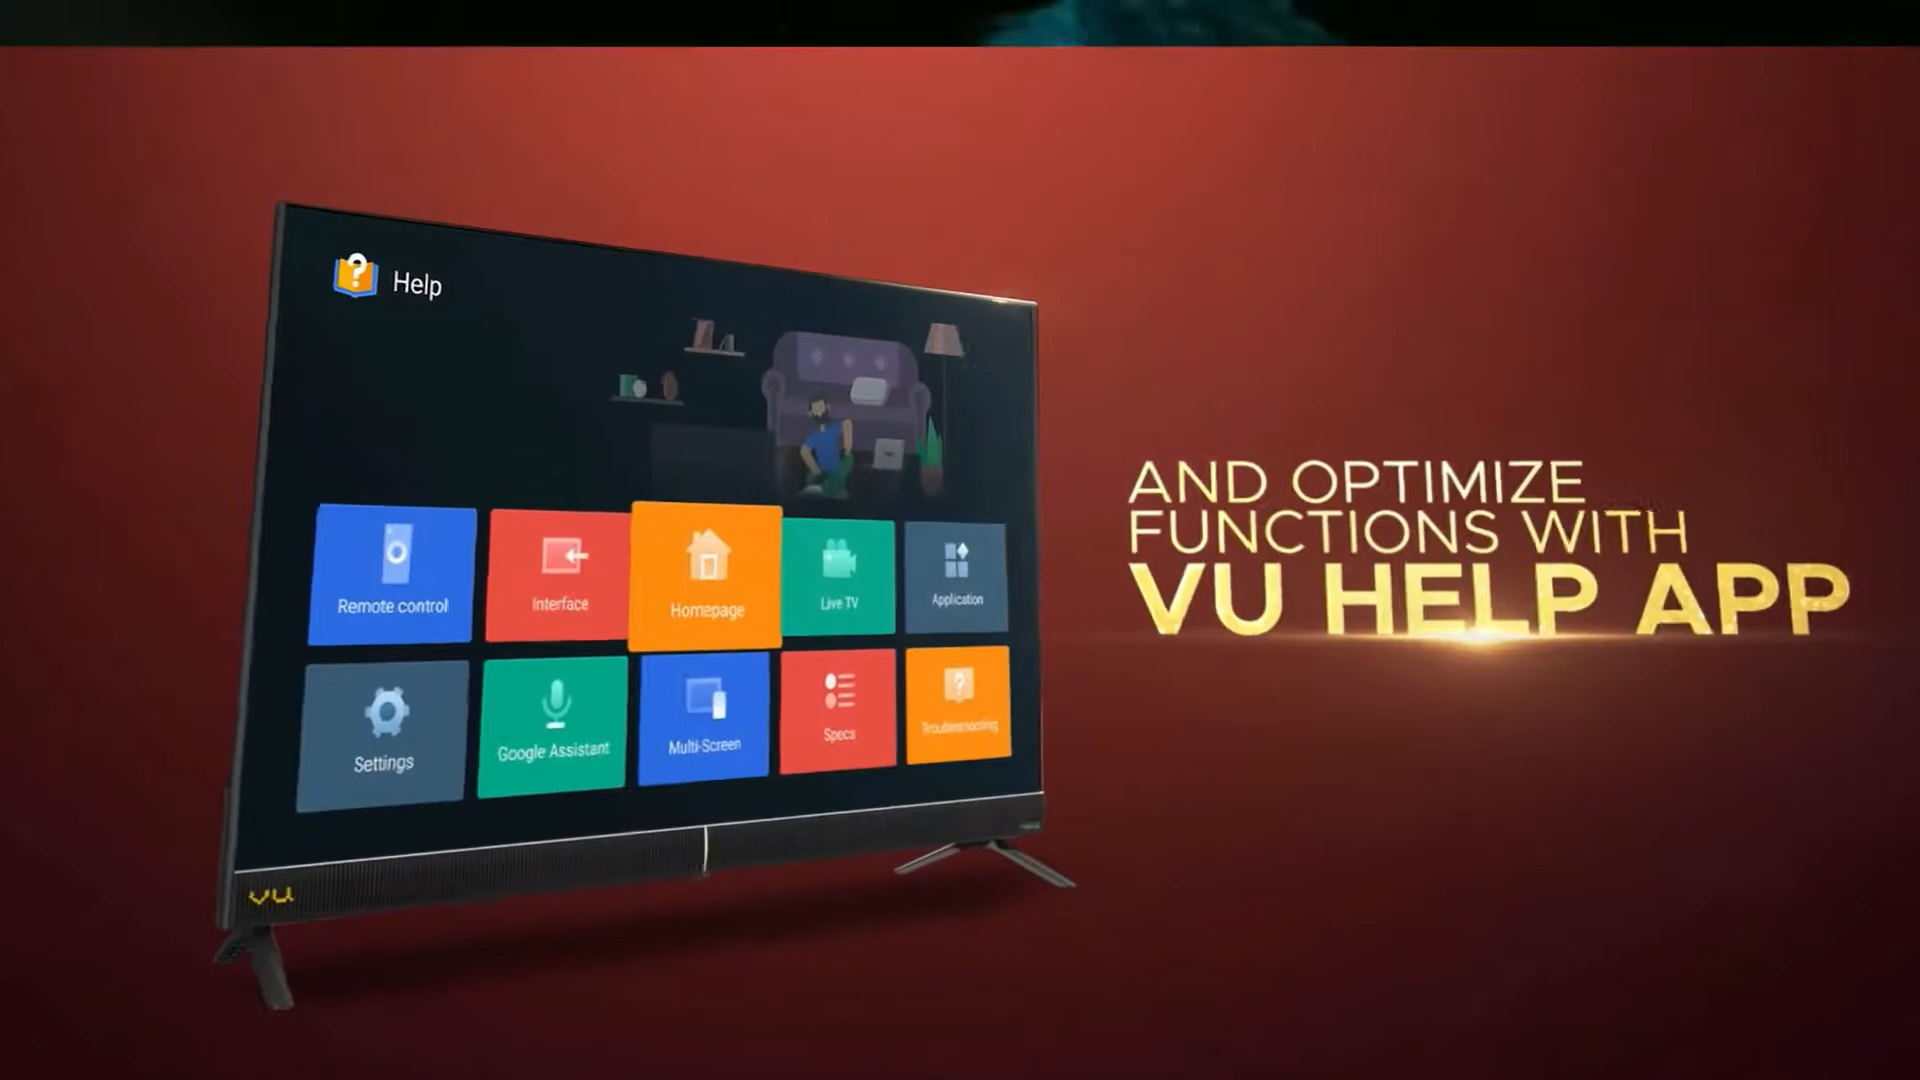 Help
Remote control
Interface
Homepage
Live TV
Application
Settings
Google Assistant
Multi-Screen
Specs
Troubleshooting
vu
AND OPTIMIZE
FUNCTIONS WITH
VU HELP APP